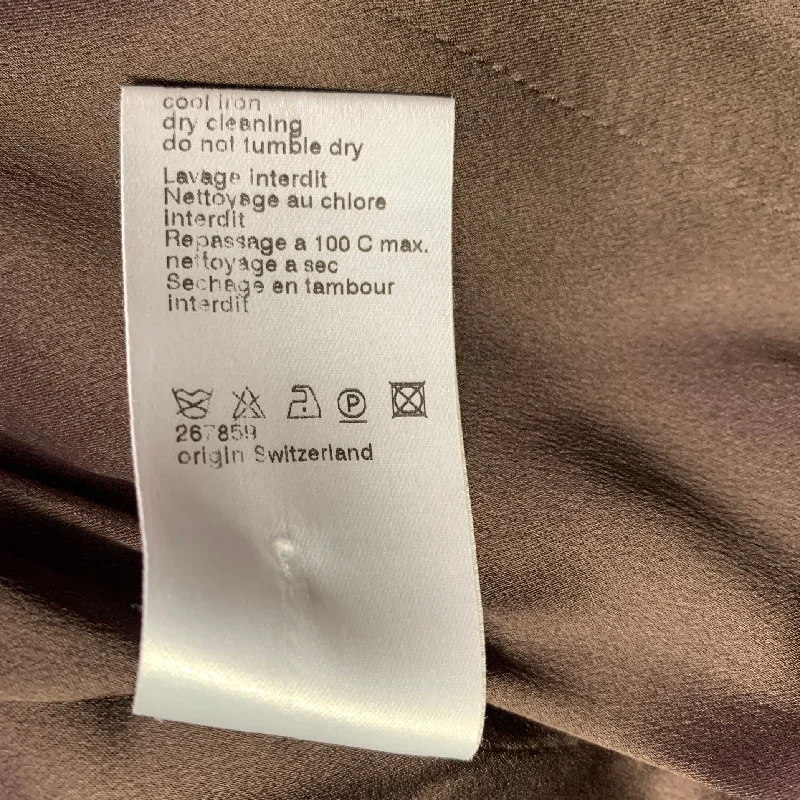 cool iron
dry cleaning
do not tumble dry
Lavage interdit
Nettoyage au chlore
interdit
Repassage a 100 C max.
nettoyage a sec
Sechage en tambour
interdit
P
267859
origin Switzerland